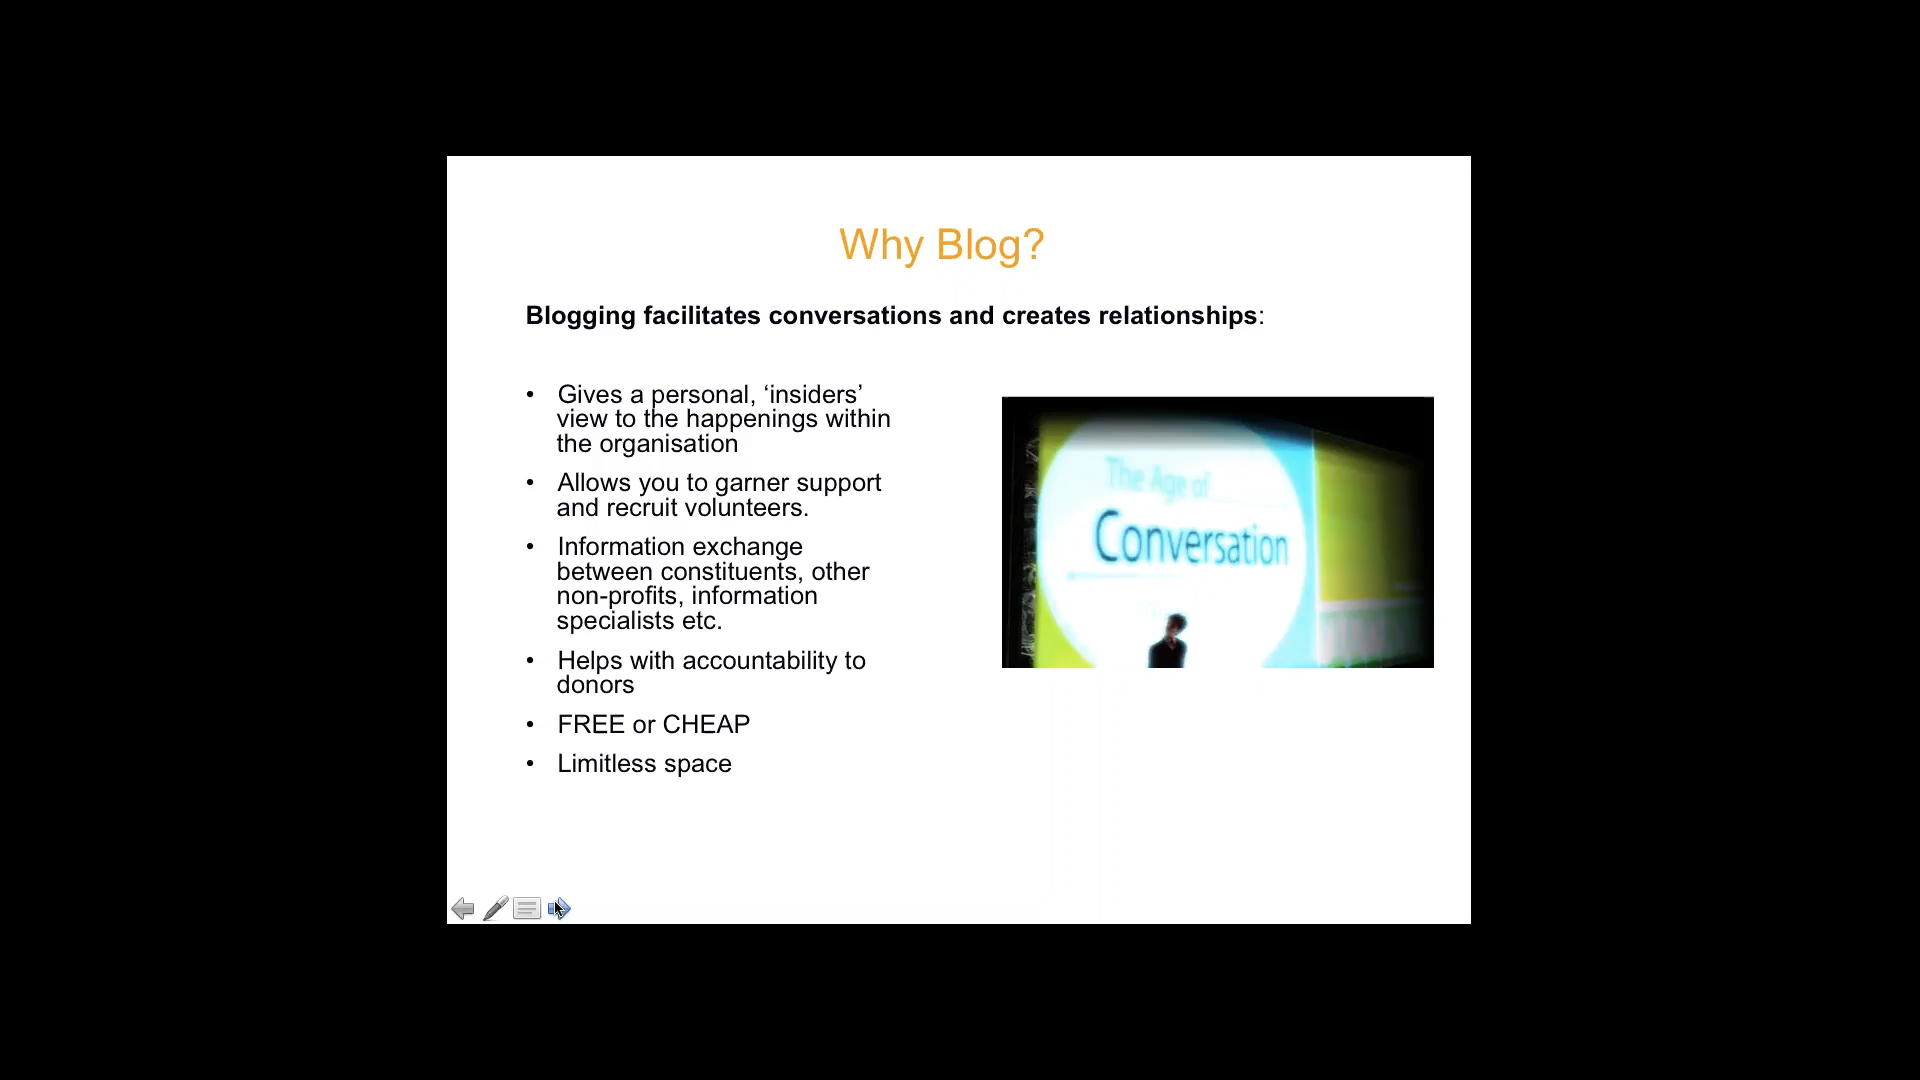 Why Blog?
Blogging facilitates conversations and creates relationships:
• Gives a personal, ‘insiders’
view to the happenings within
the organisation
• Allows you to garner support
and recruit volunteers.
• Information exchange
between constituents, other
non-profits, information
specialists etc.
• Helps with accountability to
donors
• FREE or CHEAP
• Limitless space
The Age of
Conversation